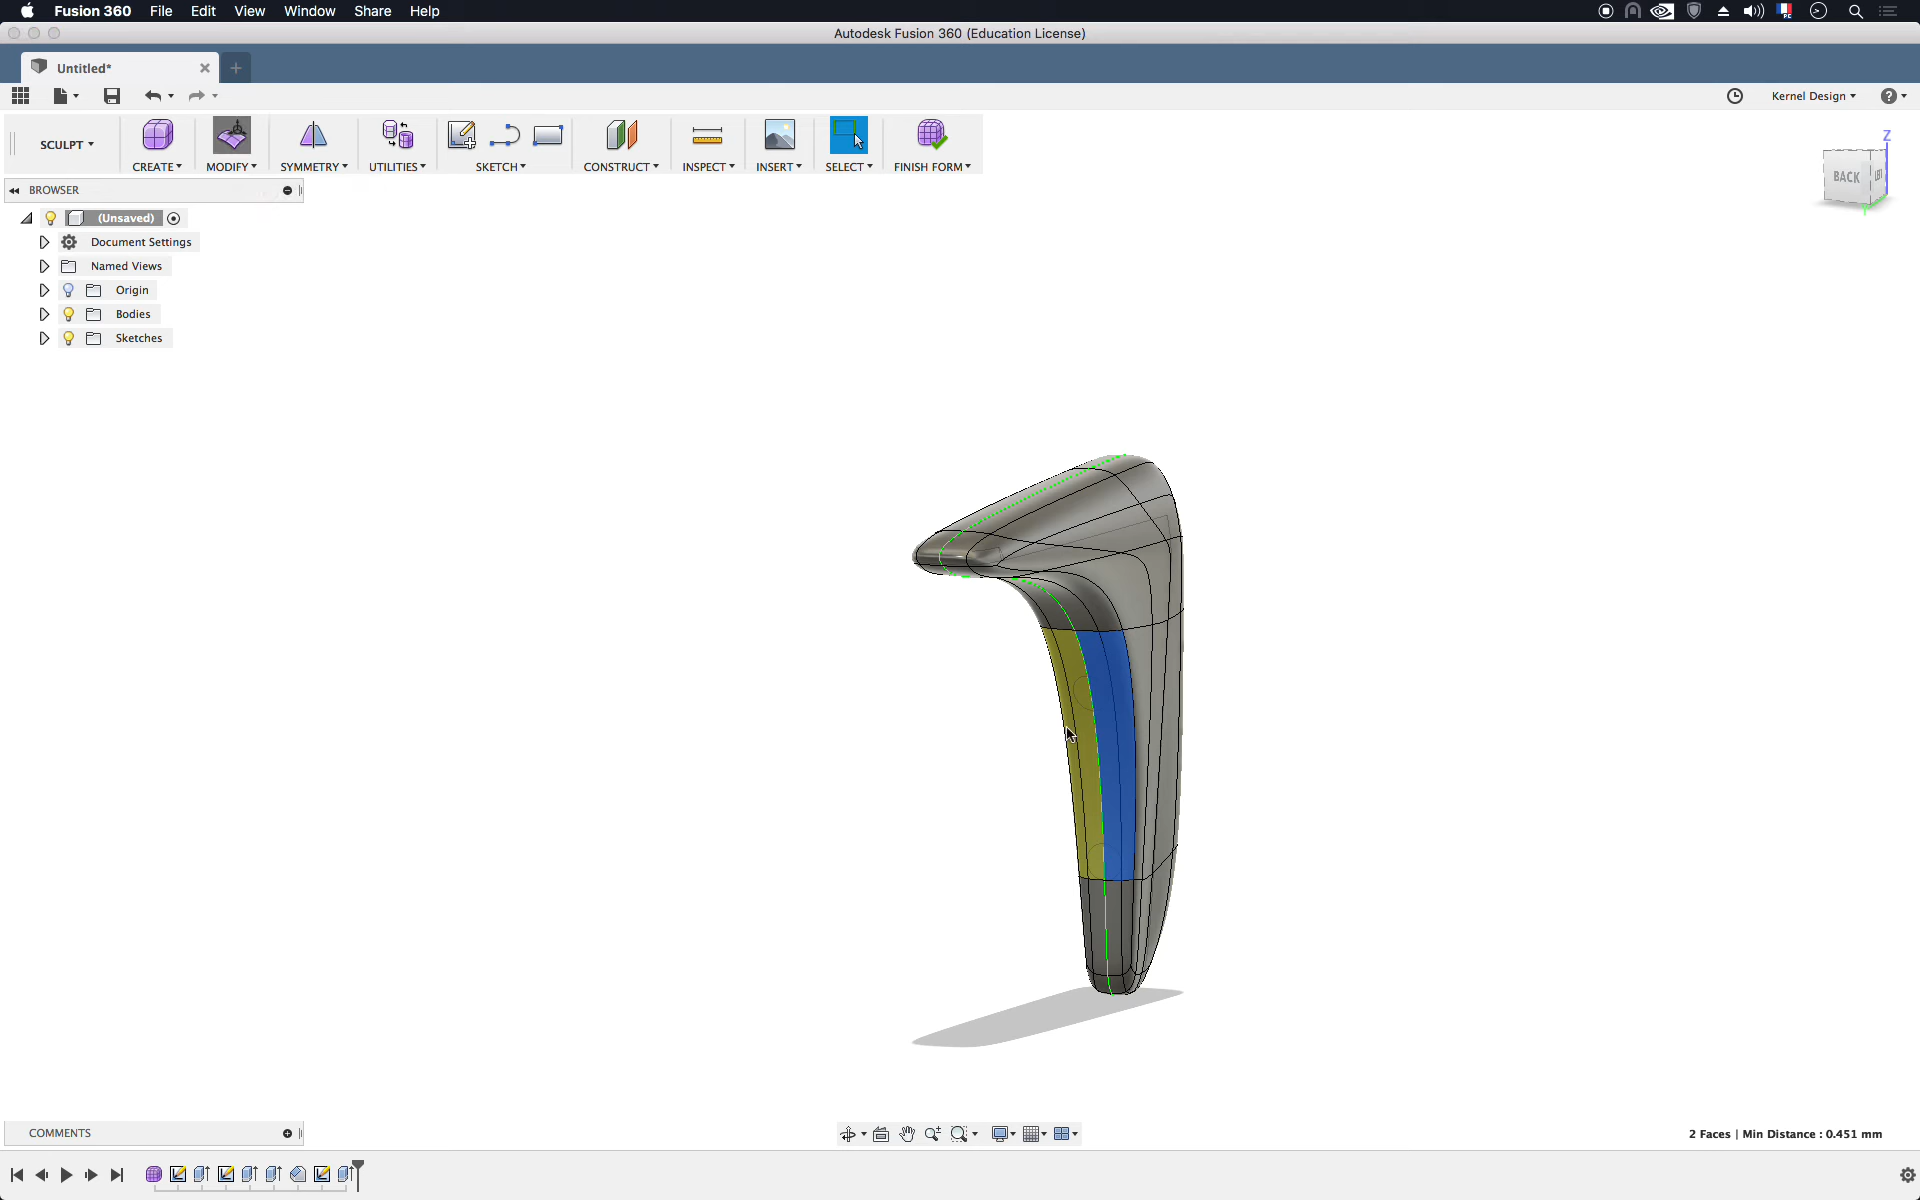 Fusion 360 File Edit View Window Share Help
Autodesk Fusion 360 (Education License)
Untitled*
Kernel Design
SCULPT
CREATE MODIFY SYMMETRY UTILITIES SKETCH CONSTRUCT INSPECT INSERT SELECT FINISH FORM
BROWSER
(Unsaved)
Document Settings
Named Views
Origin
Bodies
Sketches
Z
BACK
COMMENTS
2 Faces | Min Distance : 0.451 mm